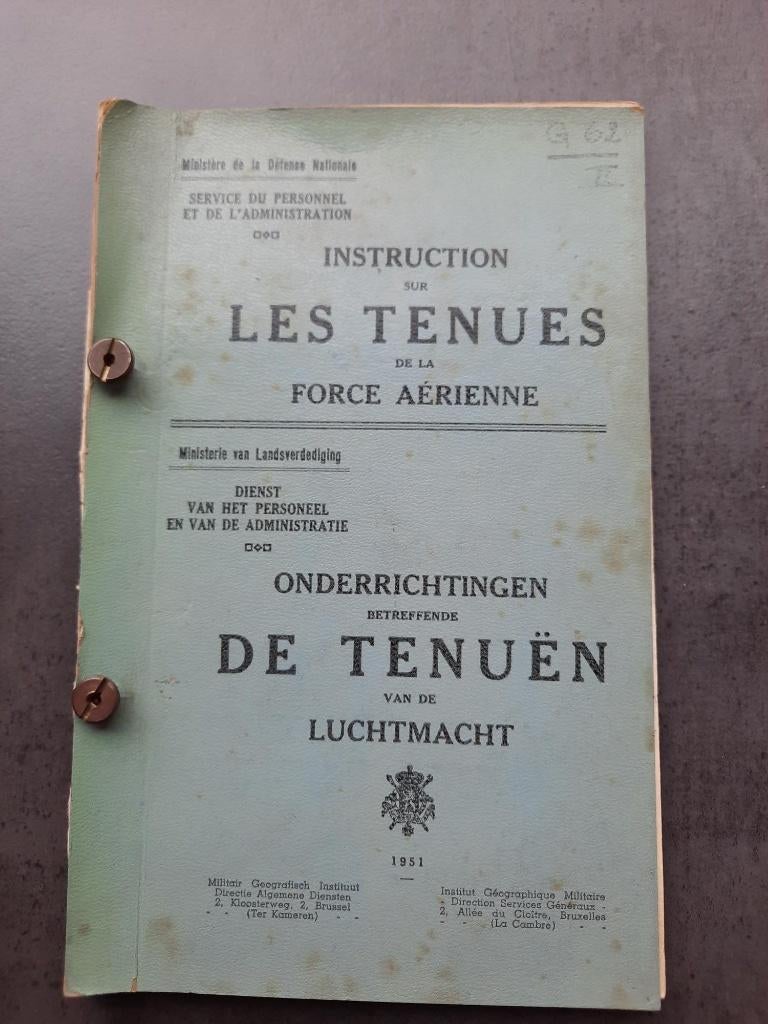 G 62
II
Ministère de la Défense Nationale
SERVICE DU PERSONNEL
ET DE L'ADMINISTRATION
INSTRUCTION
SUR
LES TENUES
DE LA
FORCE AÉRIENNE
Ministerie van Landsverdediging
DIENST
VAN HET PERSONEEL
EN VAN DE ADMINISTRATIE
ONDERRICHTINGEN
BETREFFENDE
DE TENUËN
VAN DE
LUCHTMACHT
1951
Militair Geografisch Instituut
Directie Algemene Diensten
2, Kloosterweg, 2, Brussel
- - (Ter Kameren) - -
Institut Géographique Militaire
- Direction Services Généraux -
2, Allée du Cloître, Bruxelles
- - (La Cambre) - -